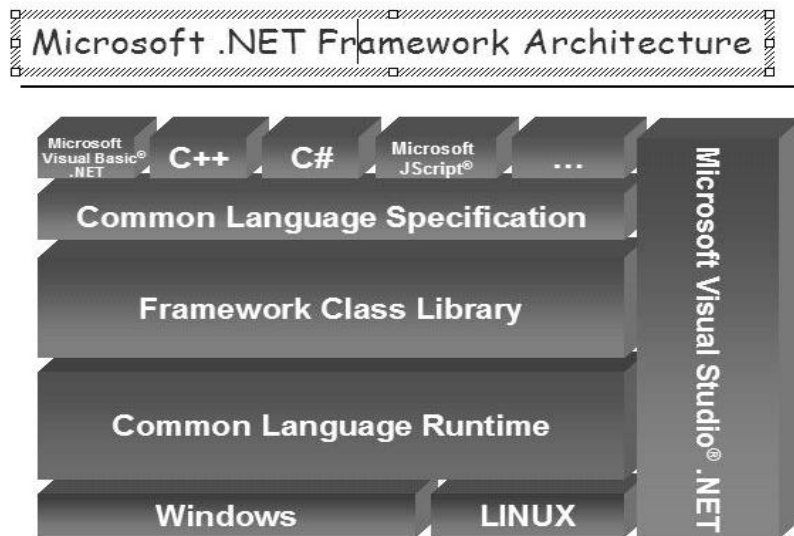 Microsoft .NET Framework Architecture
Microsoft
Visual Basic®
.NET
C++
C#
Microsoft
JScript®
...
Common Language Specification
Framework Class Library
Common Language Runtime
Windows
LINUX
Microsoft Visual Studio® .NET